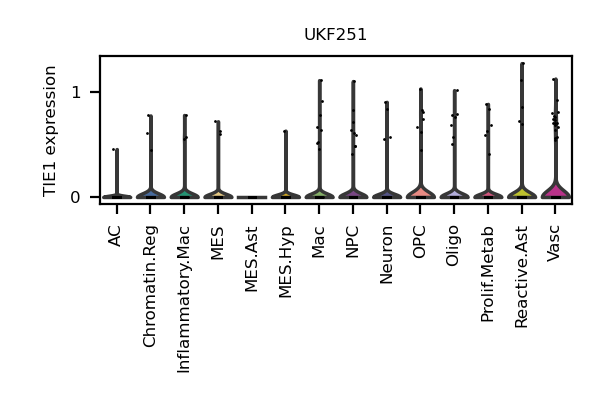 UKF251
TIE1 expression
1
0
AC
Chromatin.Reg
Inflammatory.Mac
MES
MES.Ast
MES.Hyp
Mac
NPC
Neuron
OPC
Oligo
Prolif.Metab
Reactive.Ast
Vasc